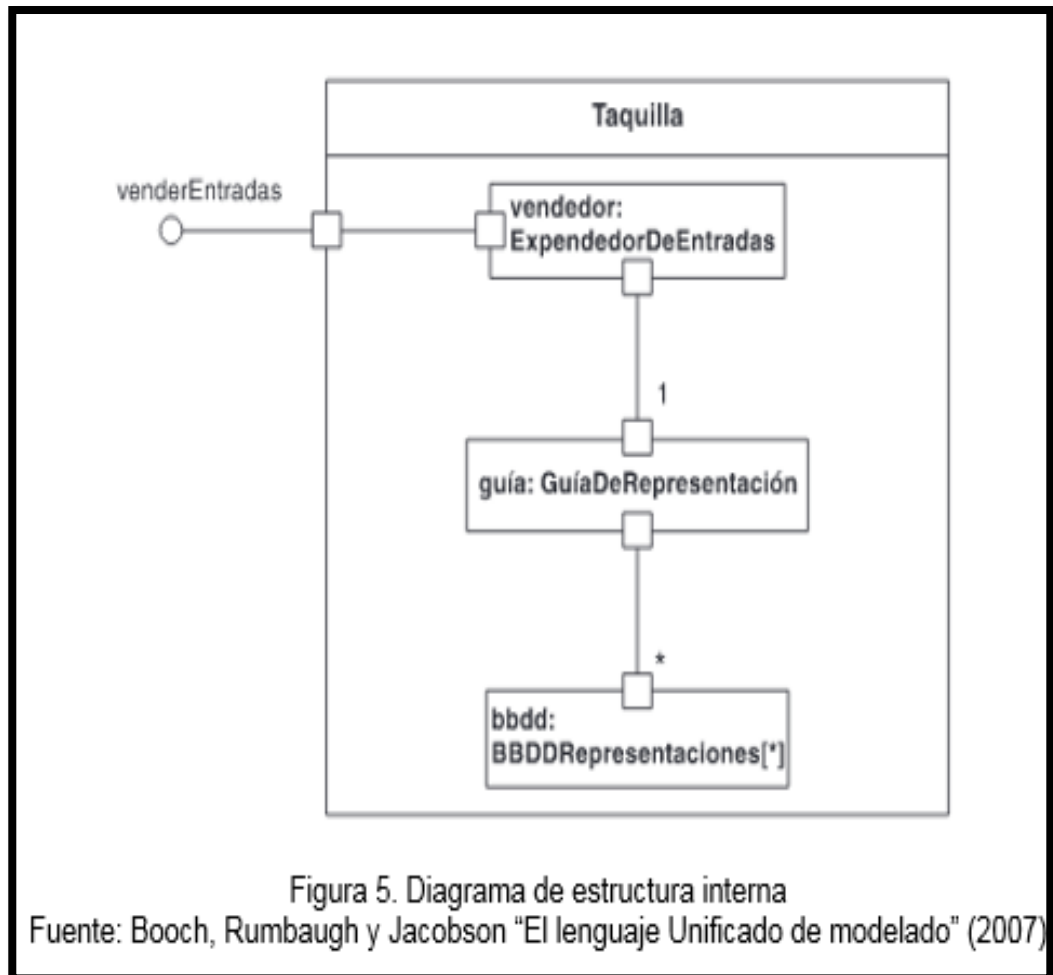 Taquilla
venderEntradas
vendedor:
ExpendedorDeEntradas
1
guía: GuíaDeRepresentación
*
bbdd:
BBDDRepresentaciones[*]
Figura 5. Diagrama de estructura interna
Fuente: Booch, Rumbaugh y Jacobson “El lenguaje Unificado de modelado” (2007)